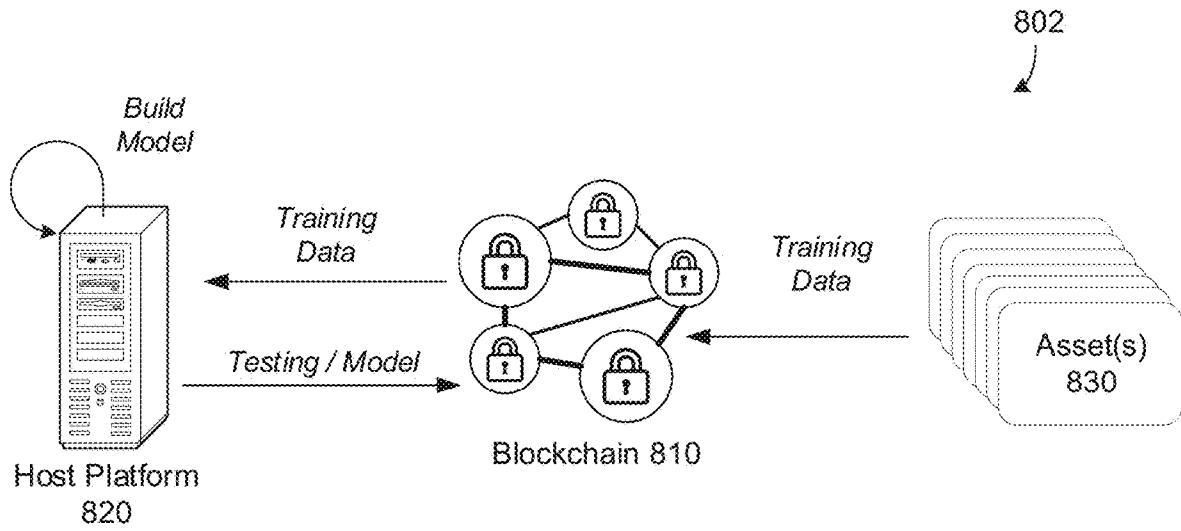 802
Build
Model
Training
Data
Training
Data
Testing / Model
Asset(s)
830
Blockchain 810
Host Platform
820